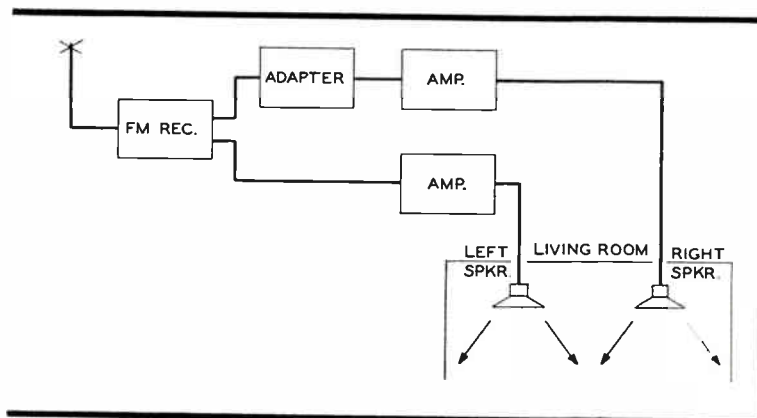 ADAPTER
AMP.
FM REC.
AMP.
LEFT
SPKR.
LIVING ROOM
RIGHT
SPKR.